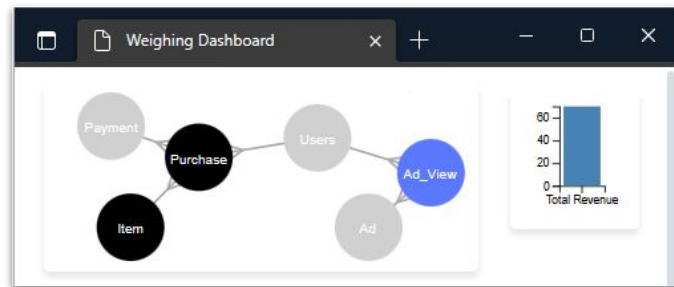 Weighing Dashboard
Payment
Purchase
Users
Ad_View
Item
Ad
60
40
20
0
Total Revenue